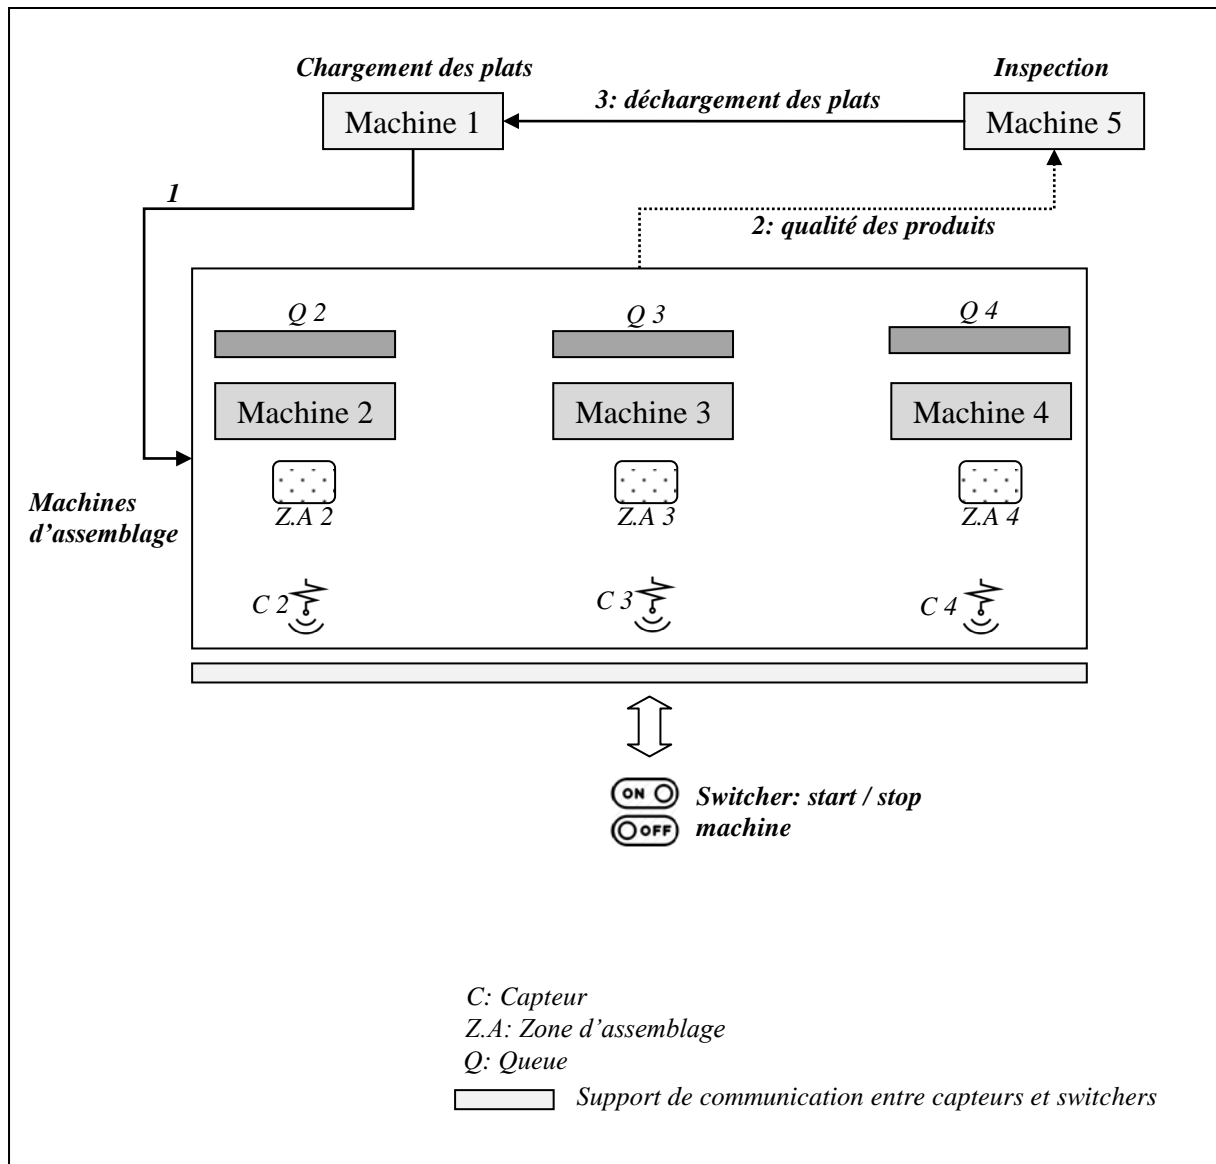 Chargement des plats
Inspection
Machine 1
3: déchargement des plats
Machine 5
1
2: qualité des produits
Q 2
Q 3
Q 4
Machine 2
Machine 3
Machine 4
Machines
d’assemblage
Z.A 2
Z.A 3
Z.A 4
C 2
C 3
C 4
ON
OFF
Switcher: start / stop
machine
C: Capteur
Z.A: Zone d’assemblage
Q: Queue
Support de communication entre capteurs et switchers